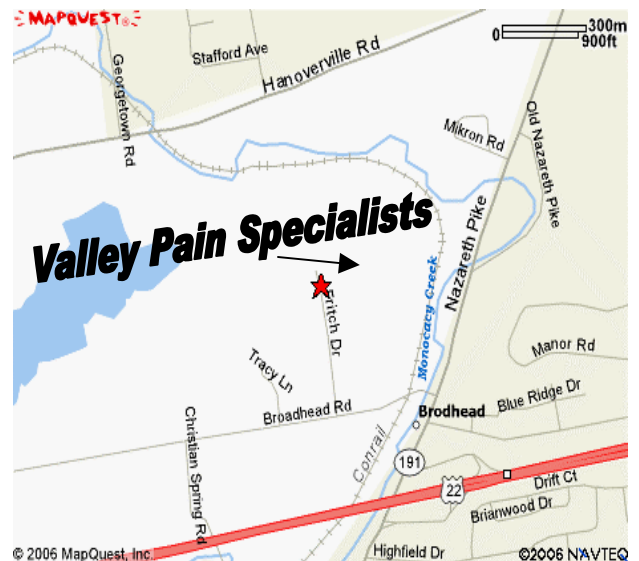 MAPQUEST®
300m
0
900ft
Stafford Ave
Hanoverville Rd
Georgetown Rd
Mikron Rd
Old Nazareth Pike
Valley Pain Specialists
Nazareth Pike
Monocacy Creek
Fritch Dr
Manor Rd
Tracy Ln
Blue Ridge Dr
Broadhead Rd
Brodhead
Christian Spring Rd
Conrail
191
22
Drift Ct
Brianwood Dr
Highfield Dr
© 2006 MapQuest, Inc.
©2006 NAVTEQ